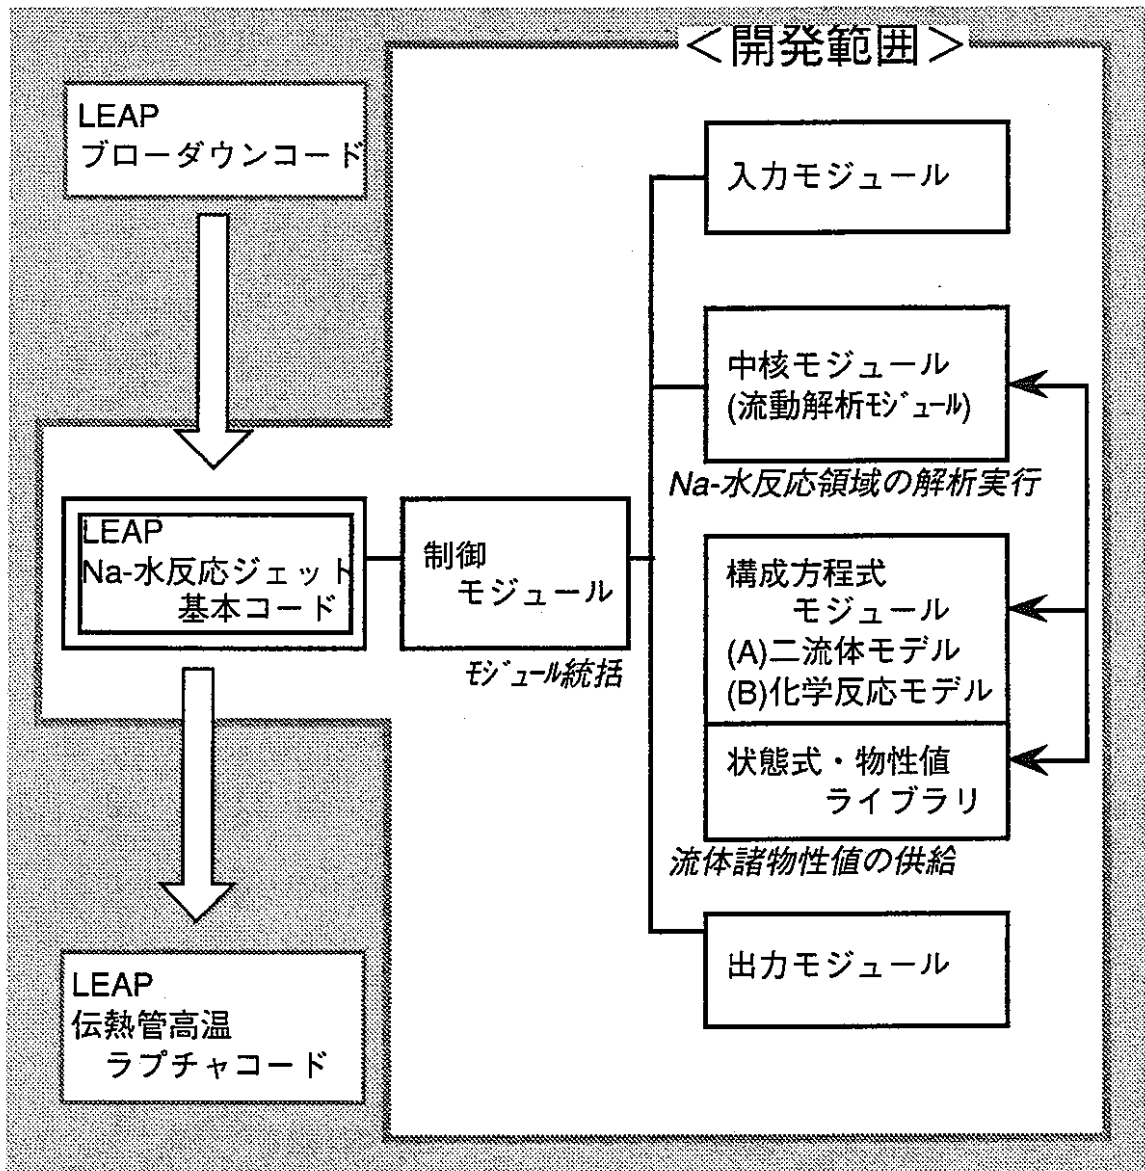 ＜開発範囲＞
LEAP
ブローダウンコード
LEAP
Na-水反応ジェット
基本コード
LEAP
伝熱管高温
ラプチャコード
制御
モジュール
ﾓｼﾞｭｰﾙ統括
入力モジュール
中核モジュール
(流動解析ﾓｼﾞｭｰﾙ)
Na-水反応領域の解析実行
構成方程式
モジュール
(A)二流体モデル
(B)化学反応モデル
状態式・物性値
ライブラリ
流体諸物性値の供給
出力モジュール